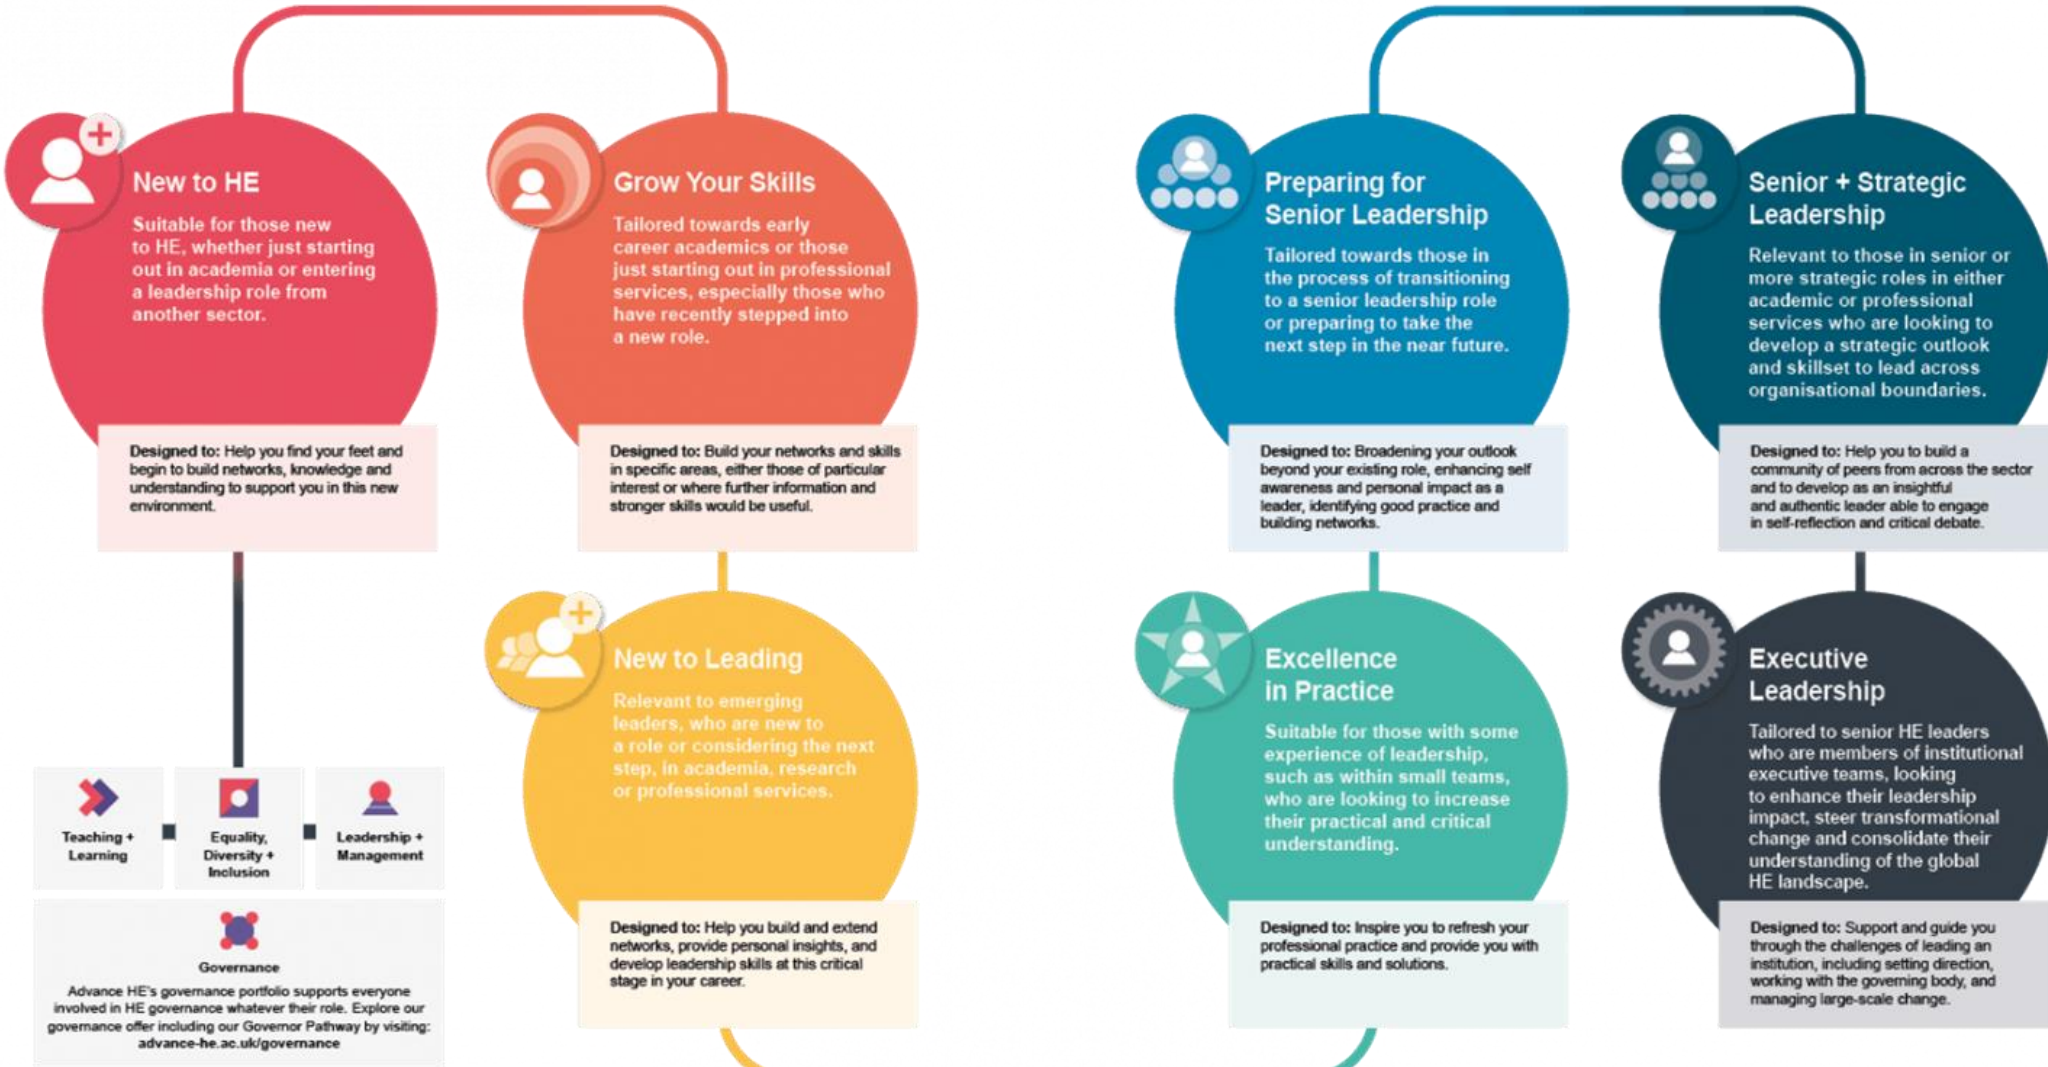 New to HE
Suitable for those new
to HE, whether just starting
out in academia or entering
a leadership role from
another sector.
Designed to: Help you find your feet and
begin to build networks, knowledge and
understanding to support you in this new
environment.
Teaching +
Learning
Equality,
Diversity +
Inclusion
Leadership +
Management
Governance
Advance HE's governance portfolio supports everyone
involved in HE governance whatever their role. Explore our
governance offer including our Governor Pathway by visiting:
advance-he.ac.uk/governance
Grow Your Skills
Tailored towards early
career academics or those
just starting out in professional
services, especially those who
have recently stepped into
a new role.
Designed to: Build your networks and skills
in specific areas, either those of particular
interest or where further information and
stronger skills would be useful.
New to Leading
Relevant to emerging
leaders, who are new to
a role or considering the next
step, in academia, research
or professional services.
Designed to: Help you build and extend
networks, provide personal insights, and
develop leadership skills at this critical
stage in your career.
Preparing for
Senior Leadership
Tailored towards those in
the process of transitioning
to a senior leadership role
or preparing to take the
next step in the near future.
Designed to: Broadening your outlook
beyond your existing role, enhancing self
awareness and personal impact as a
leader, identifying good practice and
building networks.
Excellence
in Practice
Suitable for those with some
experience of leadership,
such as within small teams,
who are looking to increase
their practical and critical
understanding.
Designed to: Inspire you to refresh your
professional practice and provide you with
practical skills and solutions.
Senior + Strategic
Leadership
Relevant to those in senior or
more strategic roles in either
academic or professional
services who are looking to
develop a strategic outlook
and skillset to lead across
organisational boundaries.
Designed to: Help you to build a
community of peers from across the sector
and to develop as an insightful
and authentic leader able to engage
in self-reflection and critical debate.
Executive
Leadership
Tailored to senior HE leaders
who are members of institutional
executive teams, looking
to enhance their leadership
impact, steer transformational
change and consolidate their
understanding of the global
HE landscape.
Designed to: Support and guide you
through the challenges of leading an
institution, including setting direction,
working with the governing body, and
managing large-scale change.